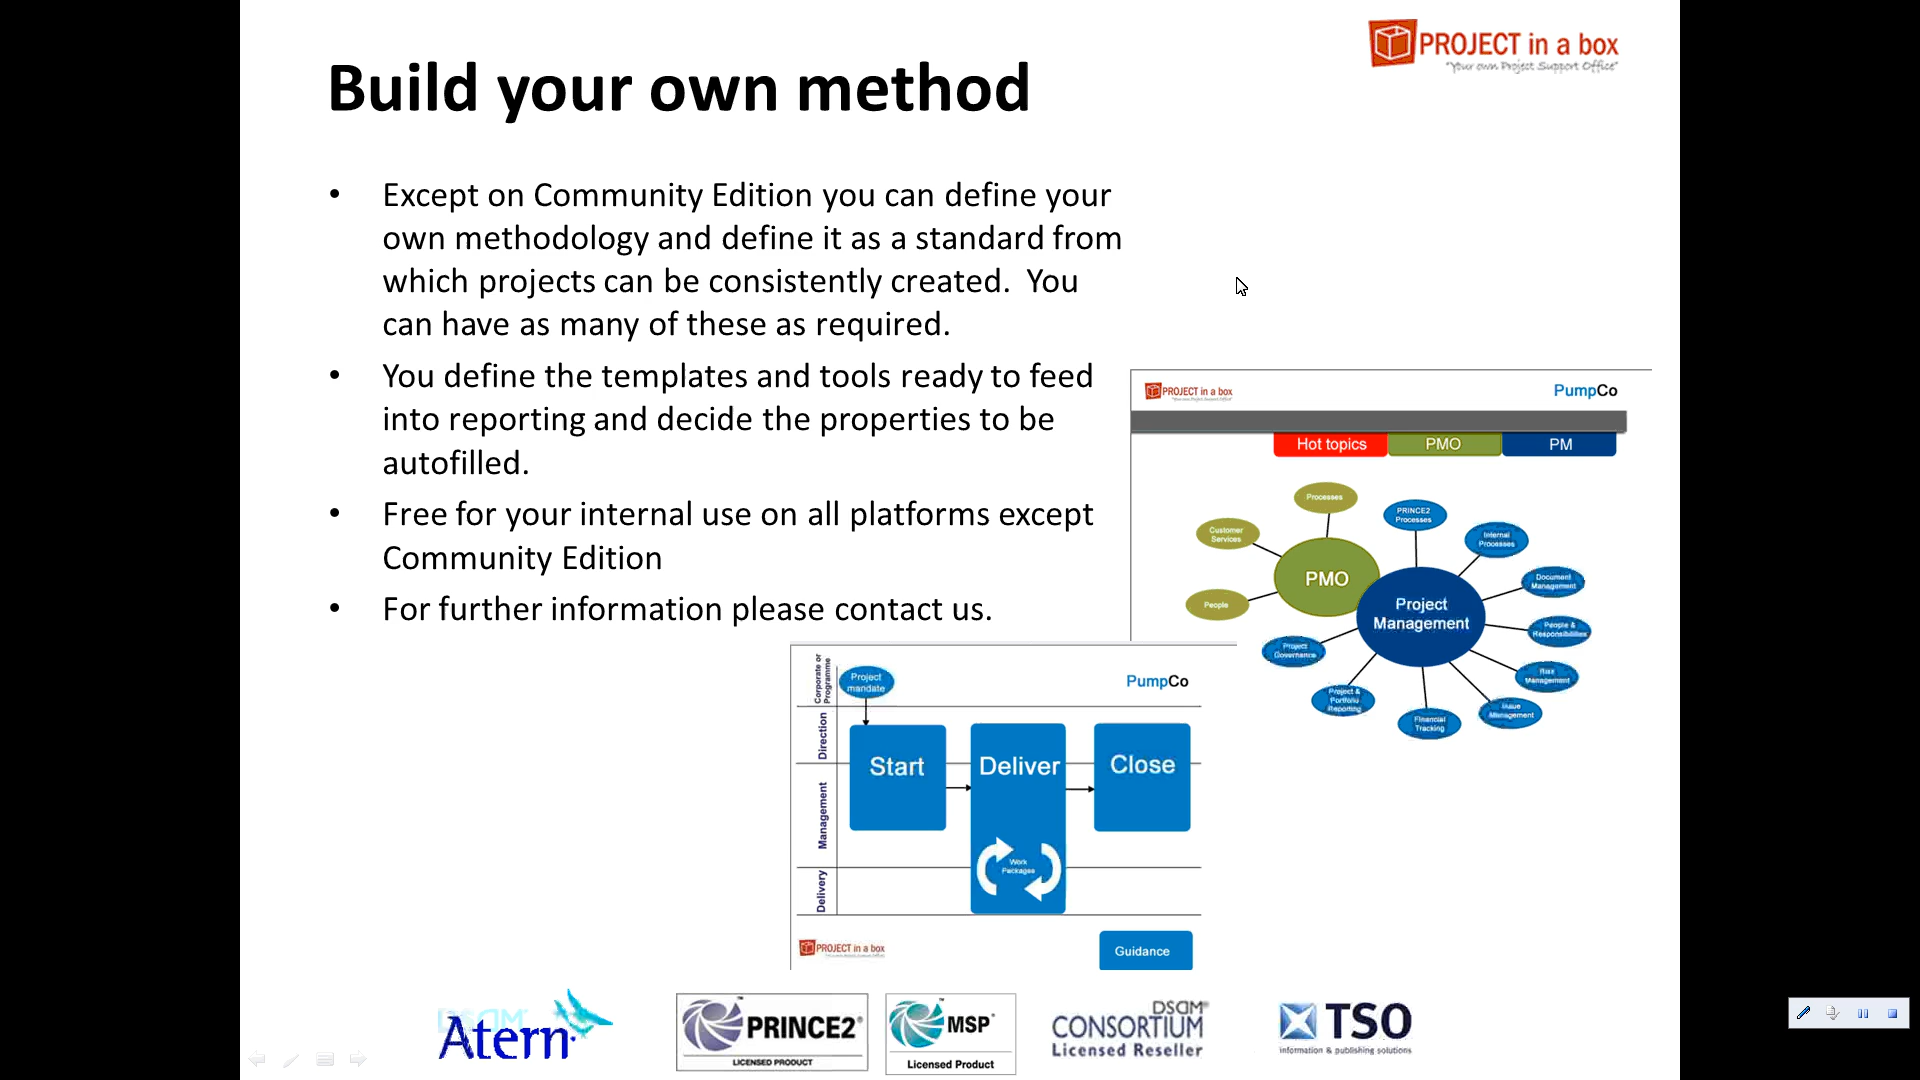 PROJECT in a box
"Your own Project Support Office"
Build your own method
• Except on Community Edition you can define your
own methodology and define it as a standard from
which projects can be consistently created.  You
can have as many of these as required.
• You define the templates and tools ready to feed
into reporting and decide the properties to be
autofilled.
• Free for your internal use on all platforms except
Community Edition
• For further information please contact us.
PROJECT in a box
PumpCo
Hot topics
PMO
PM
Processes
Customer
Services
People
PMO
PRINCE2
Processes
Internal
Processes
Document
Management
People &
Responsibilities
Risk
Management
Issue
Management
Financial
Tracking
Project &
Portfolio
Reporting
Project
Governance
Project
Management
Corporate or
Programme
Direction
Management
Delivery
Project
mandate
PumpCo
Start
Deliver
Close
Work
Packages
PROJECT in a box
Guidance
DSDM
Atern
PRINCE2®
LICENSED PRODUCT
MSP®
Licensed Product
DSDM®
CONSORTIUM
Licensed Reseller
TSO
information & publishing solutions